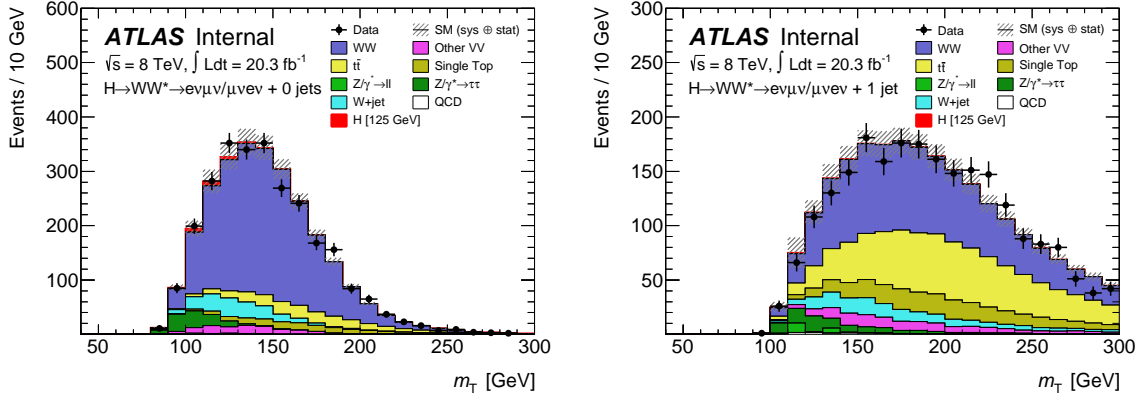 Events / 10 GeV
600
500
400
300
200
100
ATLAS Internal
√s = 8 TeV, ∫ Ldt = 20.3 fb⁻¹
H→WW*→eνμν/μνeν + 0 jets
Data
SM (sys ⊕ stat)
WW
Other VV
tt̄
Single Top
Z/γ*→ll
Z/γ*→ττ
W+jet
QCD
H [125 GeV]
50
100
150
200
250
300
m_T [GeV]
Events / 10 GeV
300
250
200
150
100
50
ATLAS Internal
√s = 8 TeV, ∫ Ldt = 20.3 fb⁻¹
H→WW*→eνμν/μνeν + 1 jet
Data
SM (sys ⊕ stat)
WW
Other VV
tt̄
Single Top
Z/γ*→ll
Z/γ*→ττ
W+jet
QCD
H [125 GeV]
50
100
150
200
250
300
m_T [GeV]